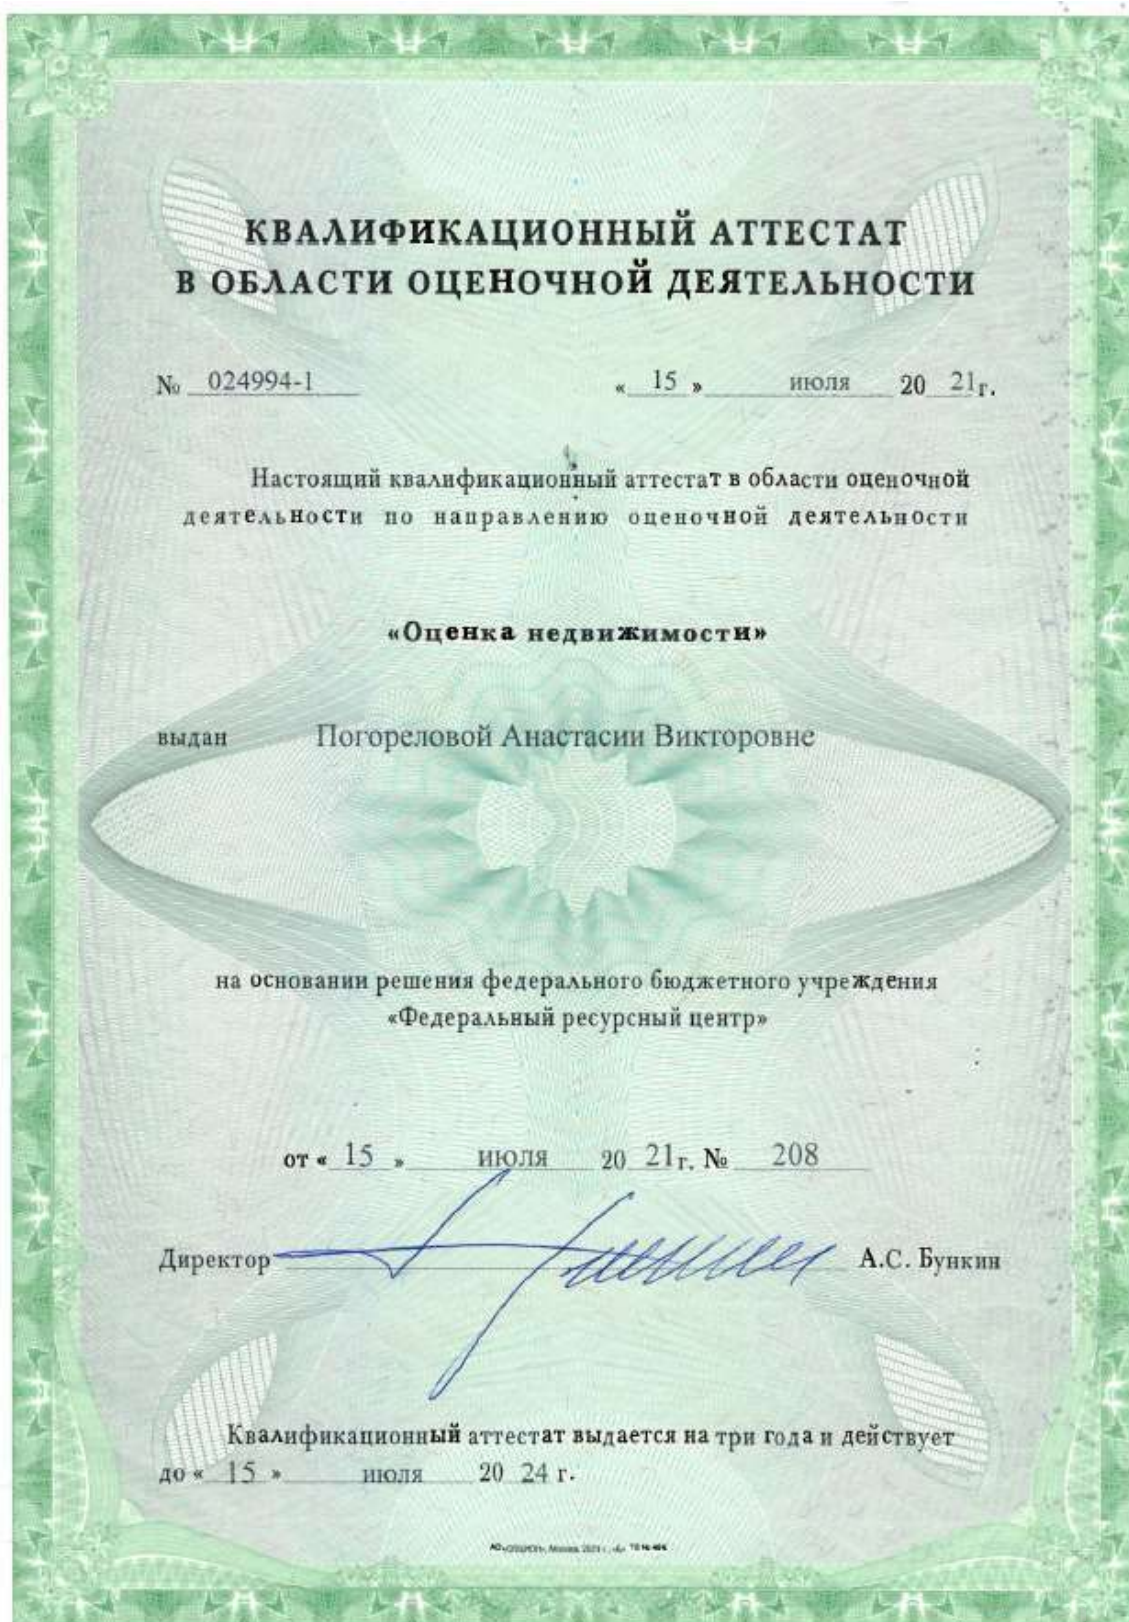 КВАЛИФИКАЦИОННЫЙ АТТЕСТАТ
В ОБЛАСТИ ОЦЕНОЧНОЙ ДЕЯТЕЛЬНОСТИ
№ 024994-1 « 15 » июля 20 21г.
Настоящий квалификационный аттестат в области оценочной
деятельности по направлению оценочной деятельности
«Оценка недвижимости»
выдан Погореловой Анастасии Викторовне
на основании решения федерального бюджетного учреждения
«Федеральный ресурсный центр»
от « 15 » июля 20 21г. № 208
Директор А.С. Бункин
Квалификационный аттестат выдается на три года и действует
до « 15 » июля 20 24 г.